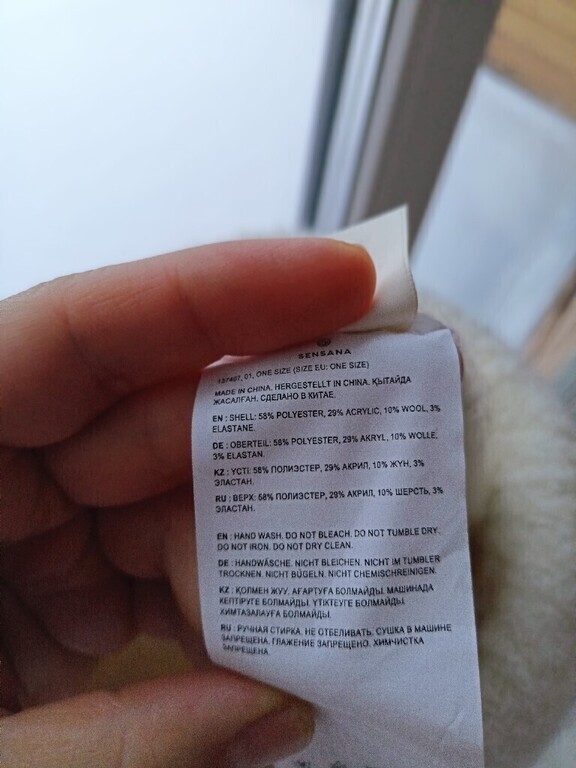 SENSANA
137407, 01, ONE SIZE (SIZE EU: ONE SIZE)
MADE IN CHINA. HERGESTELLT IN CHINA. ҚЫТАЙДА
ЖАСАЛҒАН. СДЕЛАНО В КИТАЕ.
EN : SHELL: 58% POLYESTER, 29% ACRYLIC, 10% WOOL, 3%
ELASTANE.
DE : OBERTEIL: 58% POLYESTER, 29% AKRYL, 10% WOLLE,
3% ELASTAN.
KZ : ҮСТІ: 58% ПОЛИЭСТЕР, 29% АКРИЛ, 10% ЖҮН, 3%
ЭЛАСТАН.
RU : ВЕРХ: 58% ПОЛИЭСТЕР, 29% АКРИЛ, 10% ШЕРСТЬ, 3%
ЭЛАСТАН.
EN : HAND WASH. DO NOT BLEACH. DO NOT TUMBLE DRY.
DO NOT IRON. DO NOT DRY CLEAN.
DE : HANDWÄSCHE. NICHT BLEICHEN. NICHT IM TUMBLER
TROCKNEN. NICHT BÜGELN. NICHT CHEMISCHREINIGEN.
KZ : ҚОЛМЕН ЖУУ. АҒАРТУҒА БОЛМАЙДЫ. МАШИНАДА
КЕПТІРУГЕ БОЛМАЙДЫ. ҮТІКТЕУГЕ БОЛМАЙДЫ.
ХИМТАЗАЛАУҒА БОЛМАЙДЫ.
RU : РУЧНАЯ СТИРКА. НЕ ОТБЕЛИВАТЬ. СУШКА В МАШИНЕ
ЗАПРЕЩЕНА. ГЛАЖЕНИЕ ЗАПРЕЩЕНО. ХИМЧИСТКА
ЗАПРЕЩЕНА.